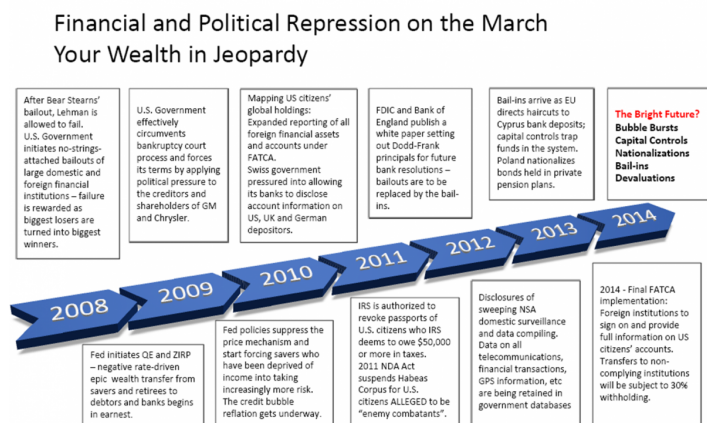 Financial and Political Repression on the March
Your Wealth in Jeopardy
After Bear Stearns'
bailout, Lehman is
allowed to fail.
U.S. Government
initiates no-strings-
attached bailouts of
large domestic and
foreign financial
institutions – failure
is rewarded as
biggest losers are
turned into biggest
winners.
U.S. Government
effectively
circumvents
bankruptcy court
process and forces
its terms by applying
political pressure to
the creditors and
shareholders of GM
and Chrysler.
Mapping US citizens'
global holdings:
Expanded reporting of all
foreign financial assets
and accounts under
FATCA.
Swiss government
pressured into allowing
its banks to disclose
account information on
US, UK and German
depositors.
FDIC and Bank of
England publish a
white paper setting
out Dodd-Frank
principals for future
bank resolutions –
bailouts are to be
replaced by the bail-
ins.
Bail-ins arrive as EU
directs haircuts to
Cyprus bank deposits;
capital controls trap
funds in the system.
Poland nationalizes
bonds held in private
pension plans.
The Bright Future?
Bubble Bursts
Capital Controls
Nationalizations
Bail-ins
Devaluations
2008
2009
2010
2011
2012
2013
2014
Fed initiates QE and ZIRP
– negative rate-driven
epic wealth transfer from
savers and retirees to
debtors and banks begins
in earnest.
Fed policies suppress the
price mechanism and
start forcing savers who
have been deprived of
income into taking
increasingly more risk.
The credit bubble
reflation gets underway.
IRS is authorized to
revoke passports of
U.S. citizens who IRS
deems to owe $50,000
or more in taxes.
2011 NDA Act
suspends Habeas
Corpus for U.S.
citizens ALLEGED to be
"enemy combatants".
Disclosures of
sweeping NSA
domestic surveillance
and data compiling.
Data on all
telecommunications,
financial transactions,
GPS information, etc
are being retained in
government databases
2014 - Final FATCA
implementation:
Foreign institutions to
sign on and provide
full information on US
citizens' accounts.
Transfers to non-
complying institutions
will be subject to 30%
withholding.